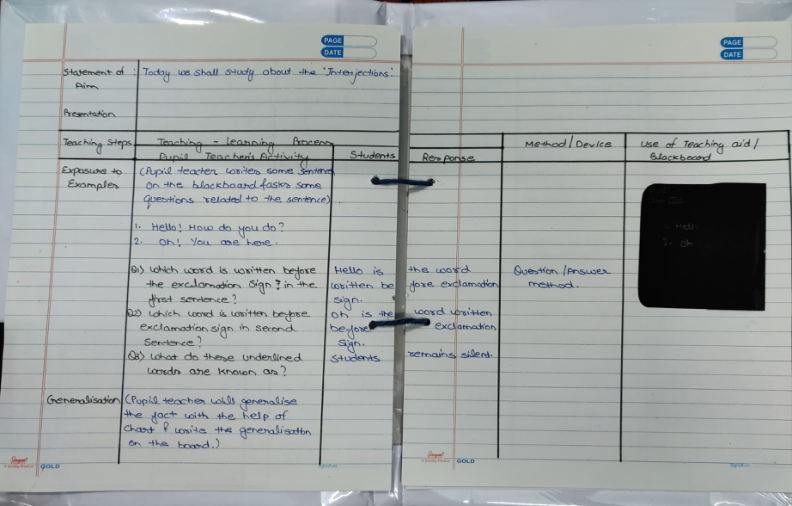 PAGE
DATE
PAGE
DATE
Statement of : Today we shall study about the "Interjections".
Aim
Presentation
Teaching Steps Teaching - Learning Process Method / Device Use of Teaching aid /
Pupil Teacher's Activity Students Response Blackboard
Exposure to (Pupil teacher writes some sentence
Examples on the blackboard & asks some
questions related to the sentence)
1. Hello! How do you do?
2. Oh! You are here.
Q1) Which word is written before Hello is the word Question / Answer
the exclamation sign? in the written before exclamation method.
first sentence? sign.
Q2) Which word is written before Oh is the word written
exclamation sign in second before exclamation
sentence? sign.
Q3) What do these underlined Students remains silent.
words are known as?
Generalisation (Pupil teacher will generalise
the fact with the help of
chart & writes the generalisation
on the board.)
GOLD
GOLD
2. Oh